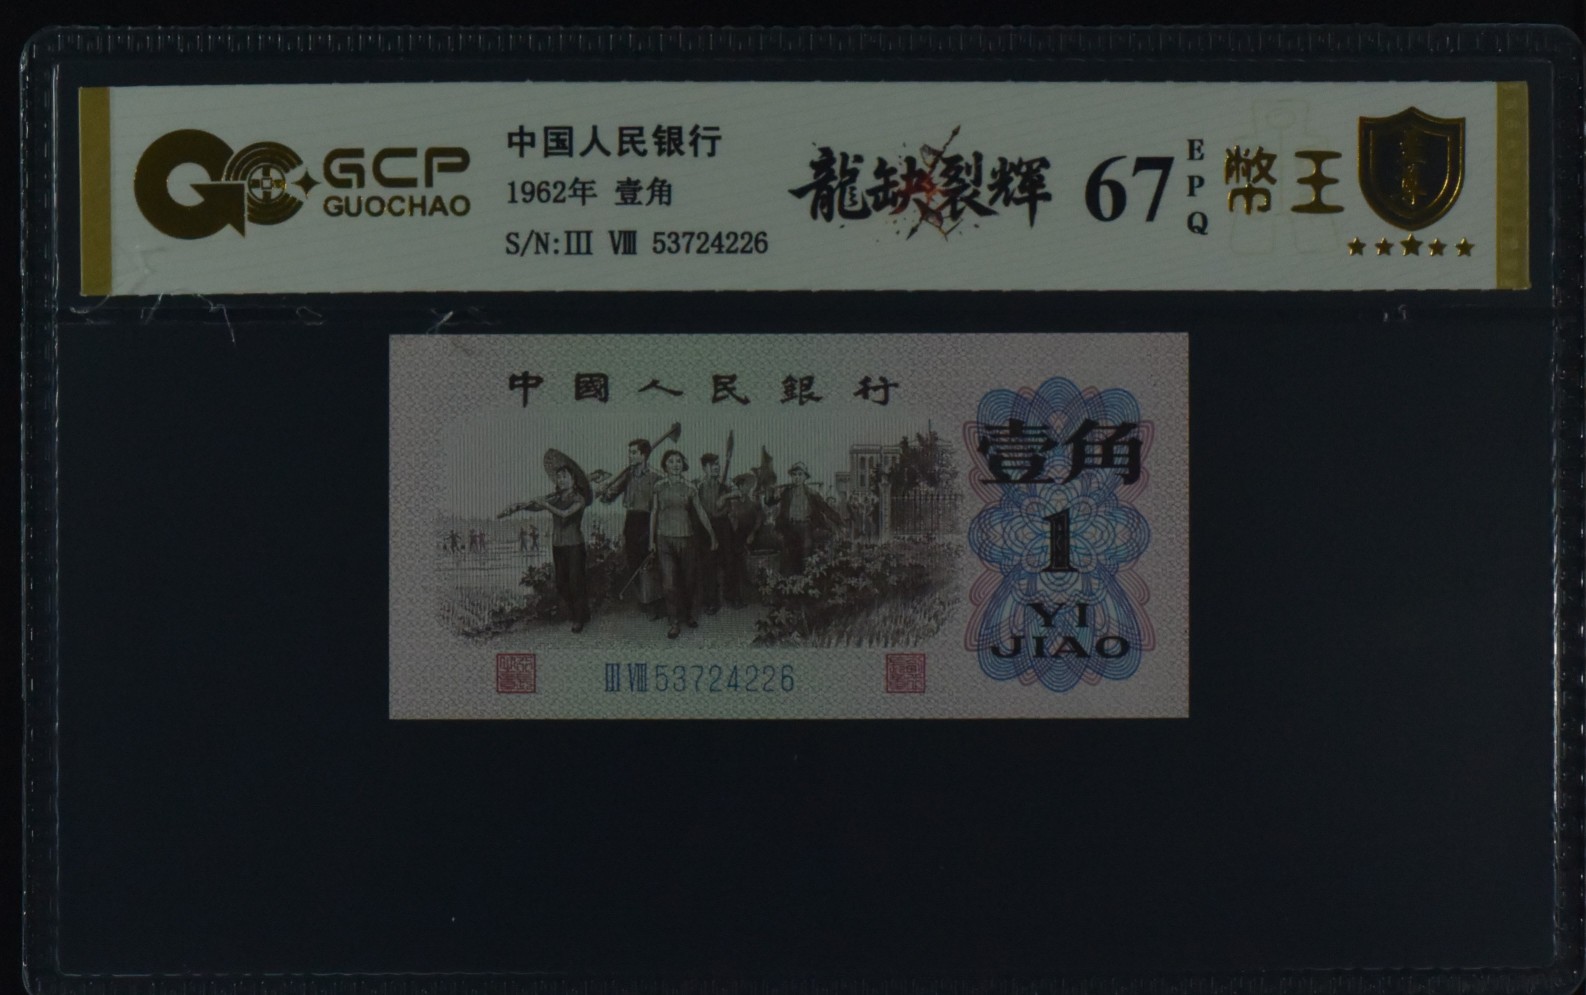 GCP
GUOCHAO
中国人民银行
1962年 壹角
S/N:III VIII 53724226
龍缺裂輝
67
EPQ
幣王
中國人民銀行
壹角
1
YI
JIAO
III VIII 53724226